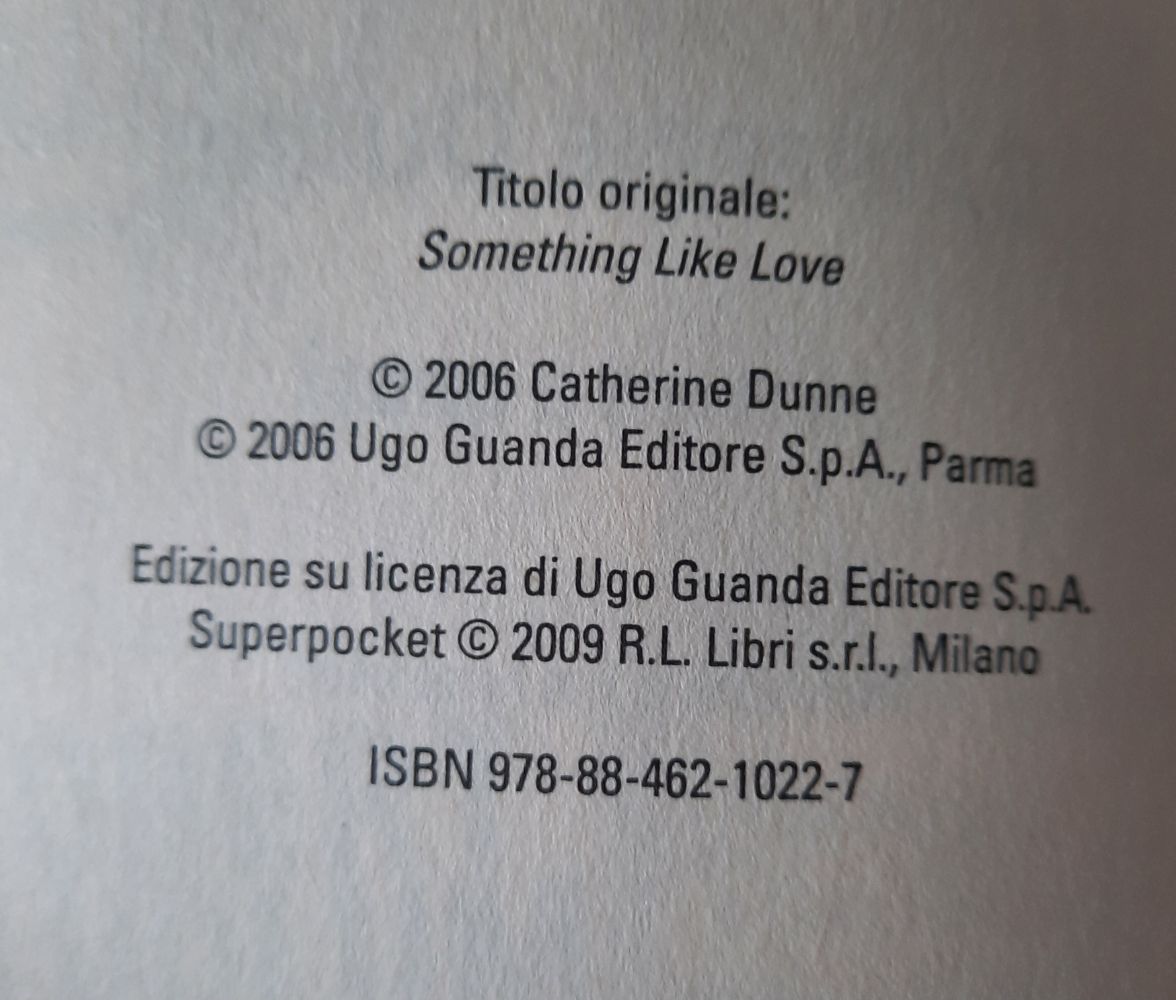 Titolo originale:
Something Like Love
© 2006 Catherine Dunne
© 2006 Ugo Guanda Editore S.p.A., Parma
Edizione su licenza di Ugo Guanda Editore S.p.A.
Superpocket © 2009 R.L. Libri s.r.l., Milano
ISBN 978-88-462-1022-7